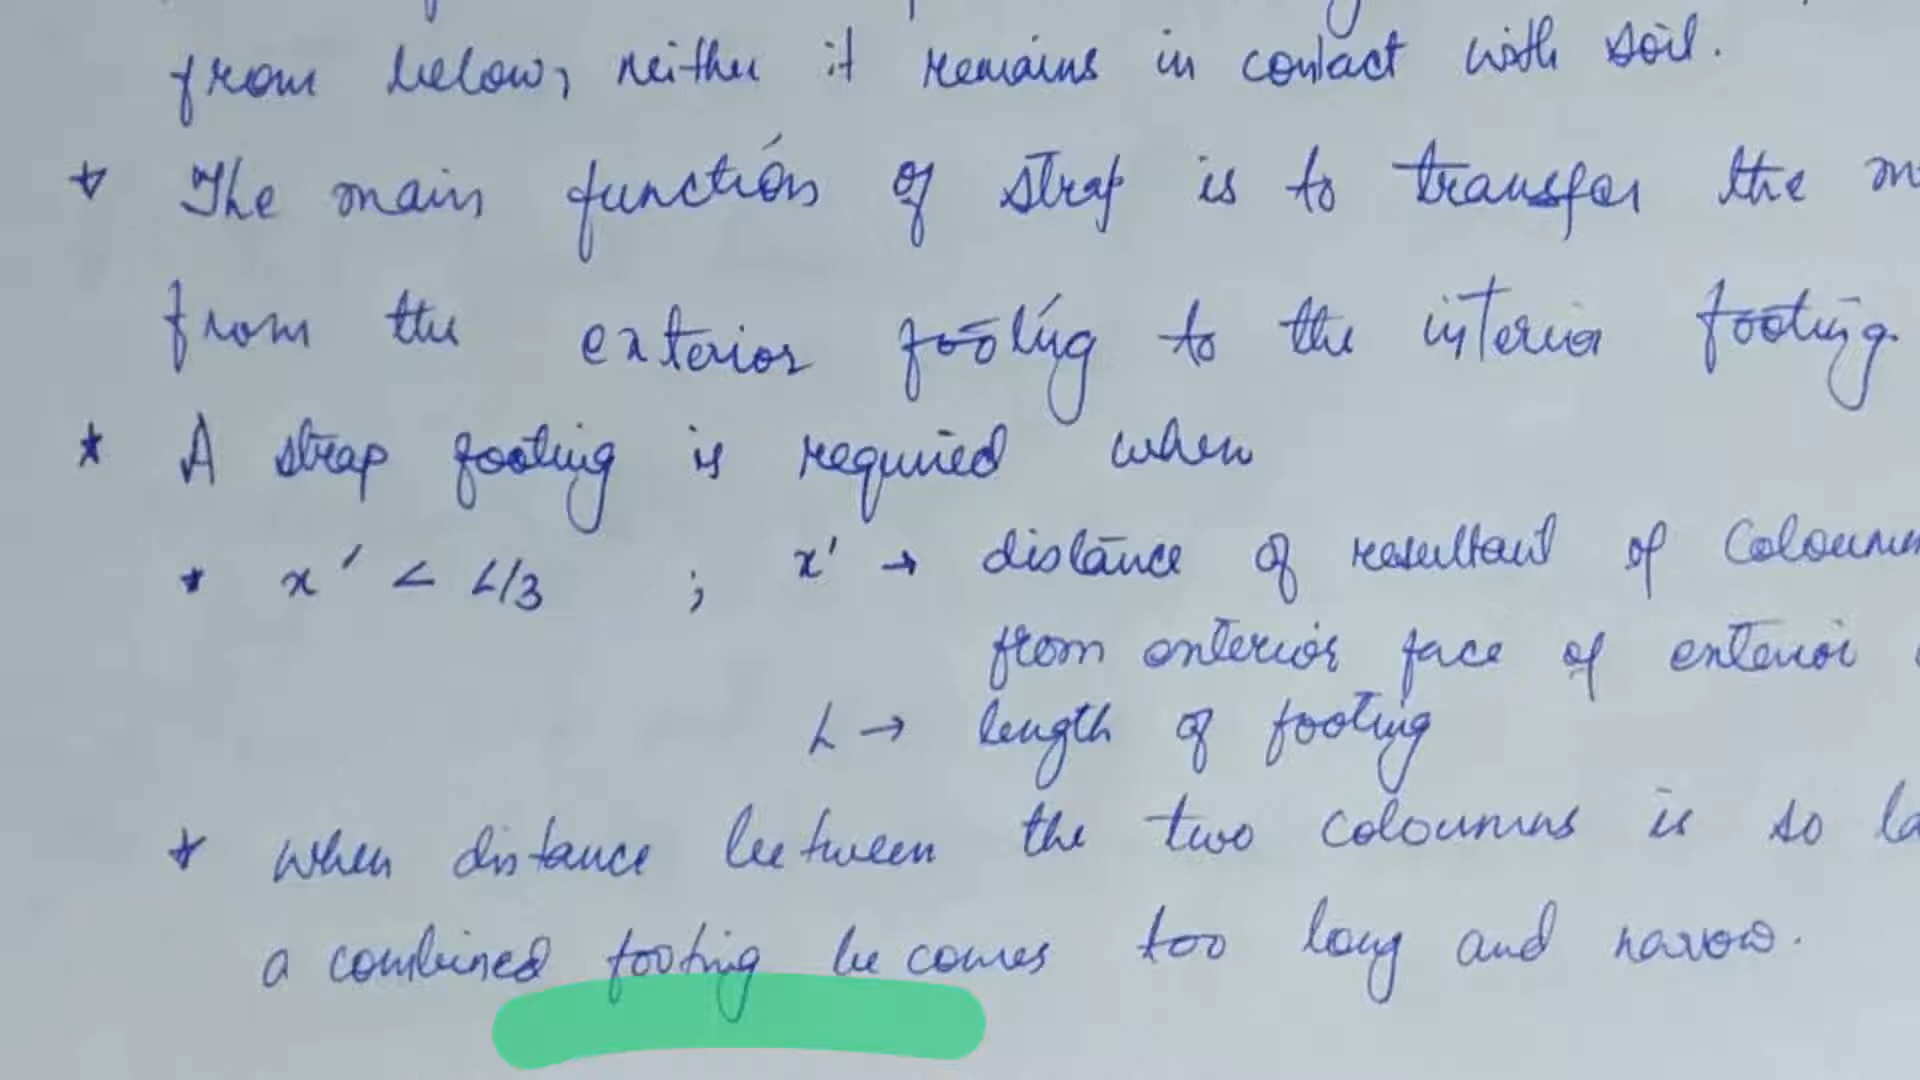 from below, neither it remains in contact with soil.
* The main function of strap is to transfer the
from the exterior footing to the interior footing.
* A strap footing is required when
* x' < L/3 ; x' → distance of resultant of
from exterior face of exterior
L → length of footing
* when distance between the two coloumns is so
a combined footing becomes too long and narrow.